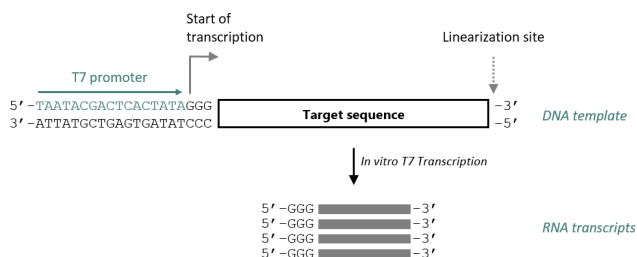 Start of
transcription
Linearization site
T7 promoter
5′-TAATACGACTCACTATAGGG -3′
3′-ATTATGCTGAGTGATATCCC -5′
Target sequence
DNA template
In vitro T7 Transcription
5′-GGG -3′
5′-GGG -3′
5′-GGG -3′
5′-GGG -3′
RNA transcripts